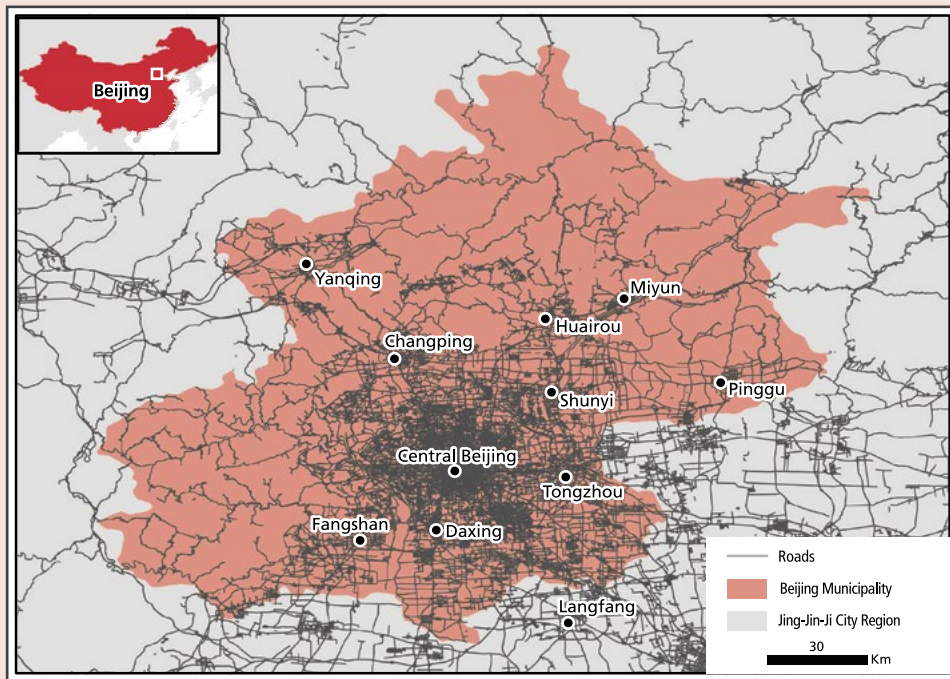 Beijing
Yanqing
Miyun
Huairou
Changping
Pinggu
Shunyi
Central Beijing
Tongzhou
Fangshan
Daxing
Langfang
Roads
Beijing Municipality
Jing-Jin-Ji City Region
30
Km